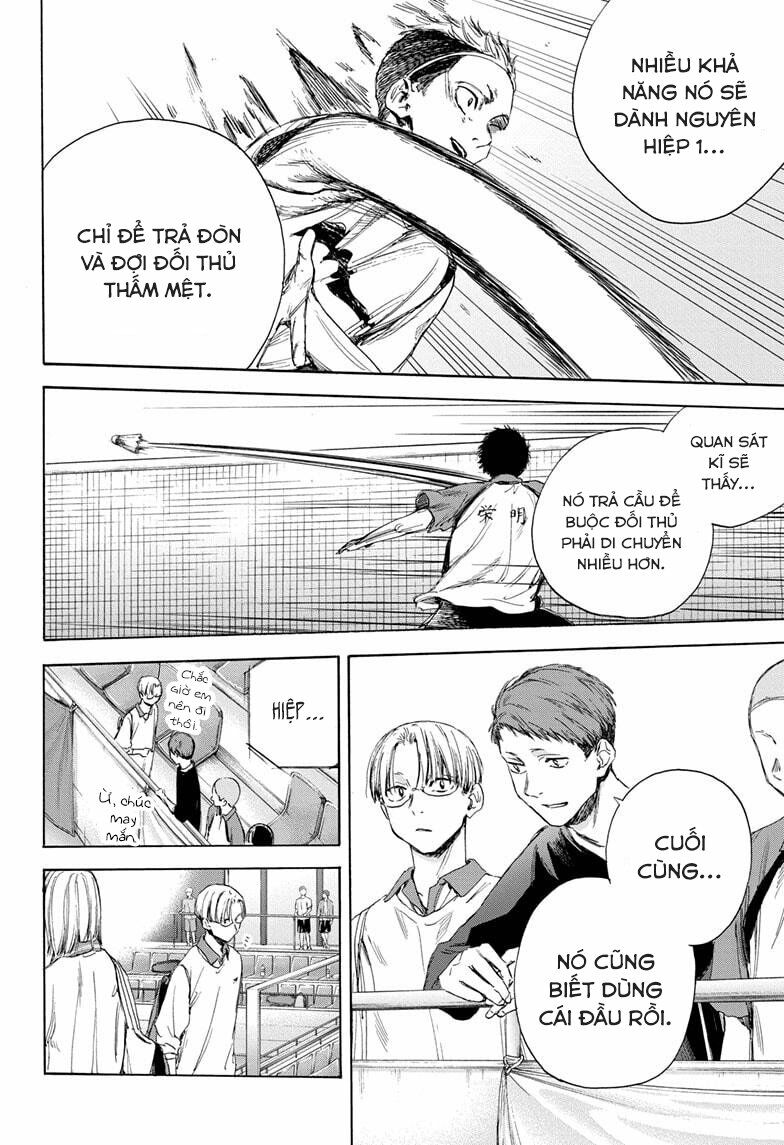 NHIỀU KHẢ
NĂNG NÓ SẼ
DÀNH NGUYÊN
HIỆP 1...
CHỈ ĐỂ TRẢ ĐÒN
VÀ ĐỢI ĐỐI THỦ
THẤM MỆT.
QUAN SÁT
KĨ SẼ
THẤY...
NÓ TRẢ CẦU ĐỂ
BUỘC ĐỐI THỦ
PHẢI DI CHUYỂN
NHIỀU HƠN.
栄明
CUỐI
CÙNG...
NÓ CŨNG
BIẾT DÙNG
CÁI ĐẦU RỒI.
HIỆP...
Chắc
giờ em
nên đi
thôi.
Ừ, chúc
may
mắn!